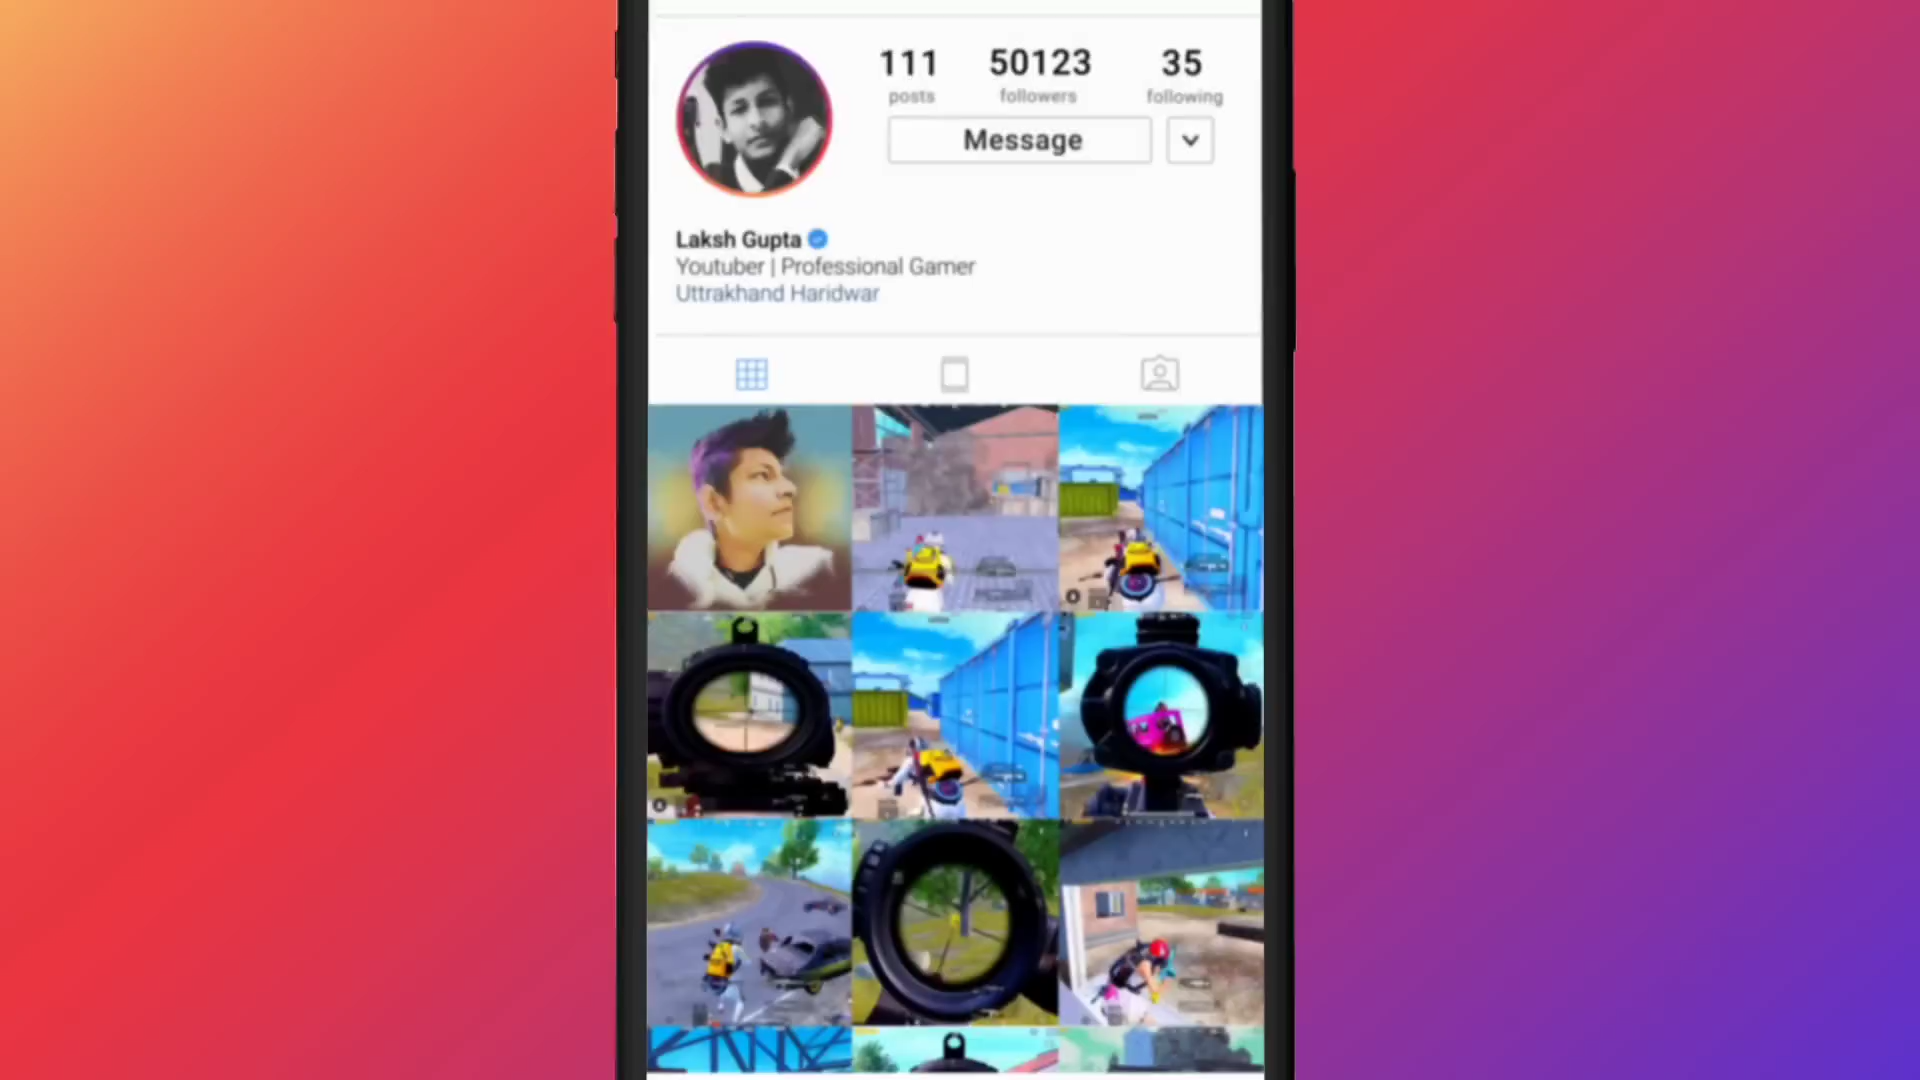 111 50123 35
posts followers following
Message
Laksh Gupta
Youtuber | Professional Gamer
Uttrakhand Haridwar